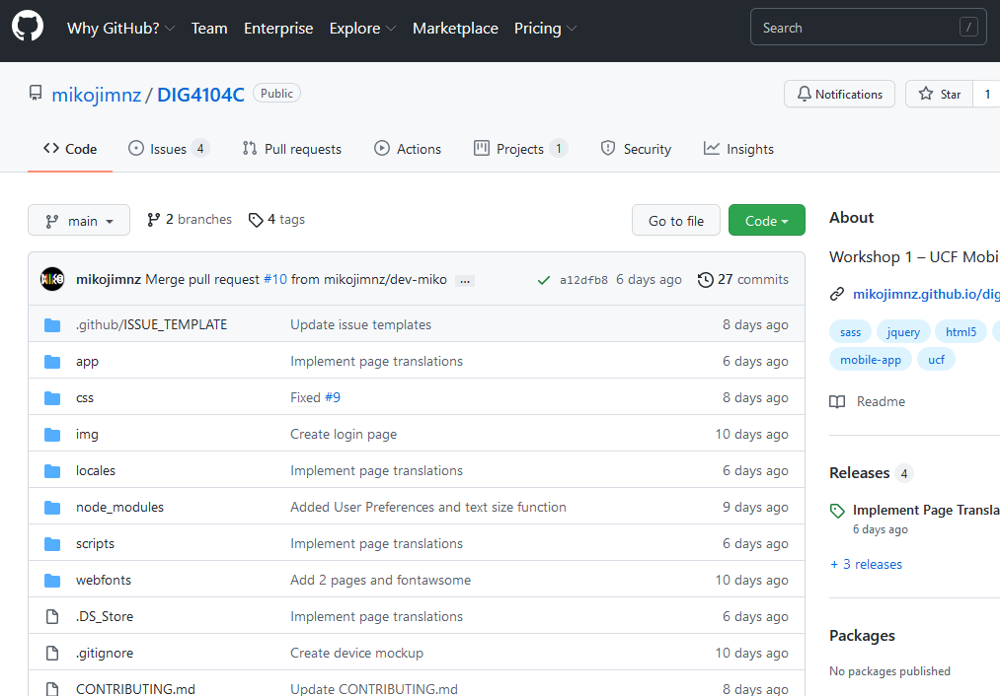 Why GitHub? Team Enterprise Explore Marketplace Pricing Search /
mikojimnz / DIG4104C Public Notifications Star 1
Code Issues 4 Pull requests Actions Projects 1 Security Insights
main 2 branches 4 tags Go to file Code
mikojimnz Merge pull request #10 from mikojimnz/dev-miko ... a12dfb8 6 days ago 27 commits
.github/ISSUE_TEMPLATE Update issue templates 8 days ago
app Implement page translations 6 days ago
css Fixed #9 8 days ago
img Create login page 10 days ago
locales Implement page translations 6 days ago
node_modules Added User Preferences and text size function 9 days ago
scripts Implement page translations 6 days ago
webfonts Add 2 pages and fontawsome 10 days ago
.DS_Store Implement page translations 6 days ago
.gitignore Create device mockup 10 days ago
CONTRIBUTING.md Update CONTRIBUTING.md 8 days ago
About
Workshop 1 – UCF Mobi
mikojimnz.github.io/dig
sass jquery html5
mobile-app ucf
Readme
Releases 4
Implement Page Transla
6 days ago
+ 3 releases
Packages
No packages published